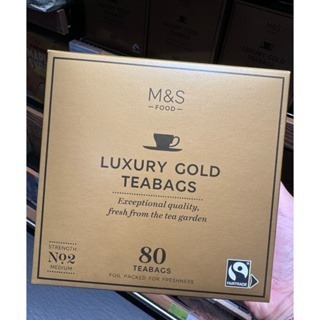 M&S
FOOD
LUXURY GOLD
TEABAGS
Exceptional quality,
fresh from the tea garden
STRENGTH
No2
MEDIUM
80
TEABAGS
FOIL PACKED FOR FRESHNESS
FAIRTRADE